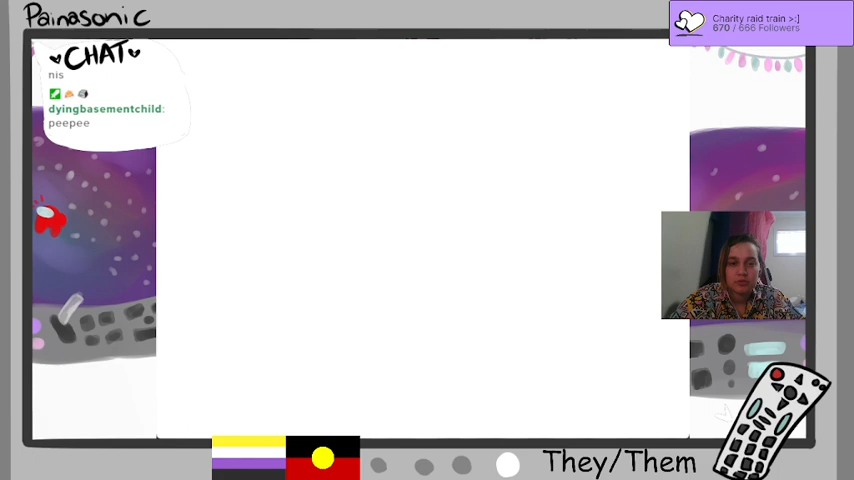 Painasonic
Charity raid train >:]
670 / 666 Followers
CHAT
nis
dyingbasementchild:
peepee
They/Them